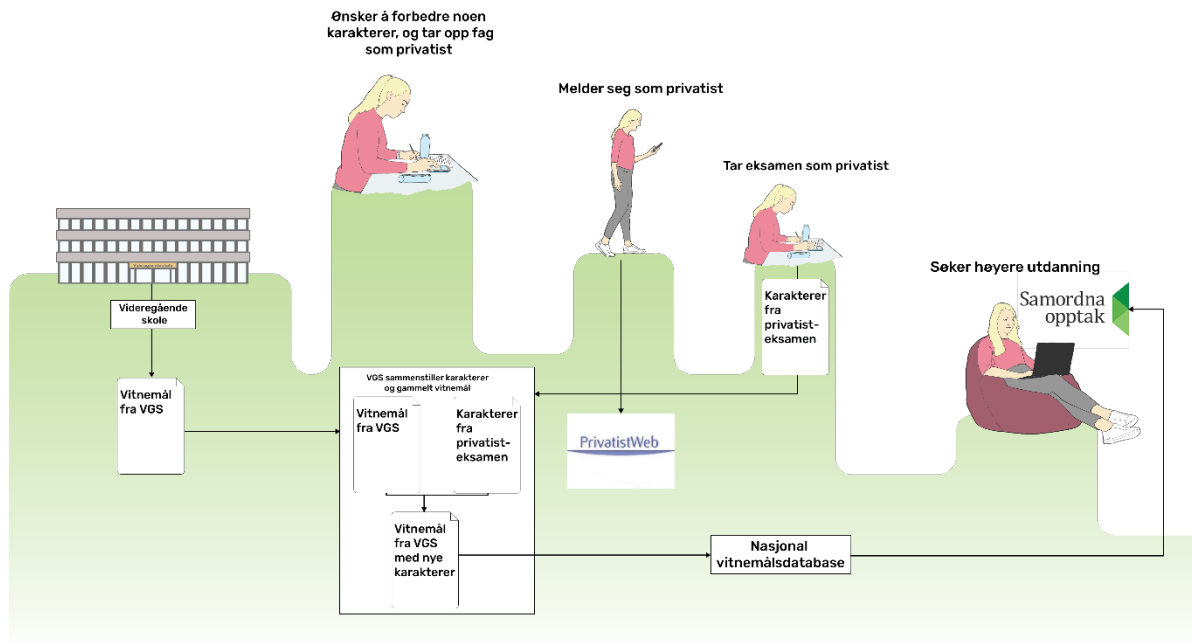 Ønsker å forbedre noen
karakterer, og tar opp fag
som privatist
Melder seg som privatist
Tar eksamen som privatist
Søker høyere utdanning
Samordna
opptak
Videregående skole
Videregående
skole
Karakterer
fra
privatist-
eksamen
VGS sammenstiller karakterer
og gammelt vitnemål
Vitnemål
fra VGS
Vitnemål
fra VGS
Karakterer
fra
privatist-
eksamen
PrivatistWeb
Vitnemål
fra VGS
med nye
karakterer
Nasjonal
vitnemålsdatabase